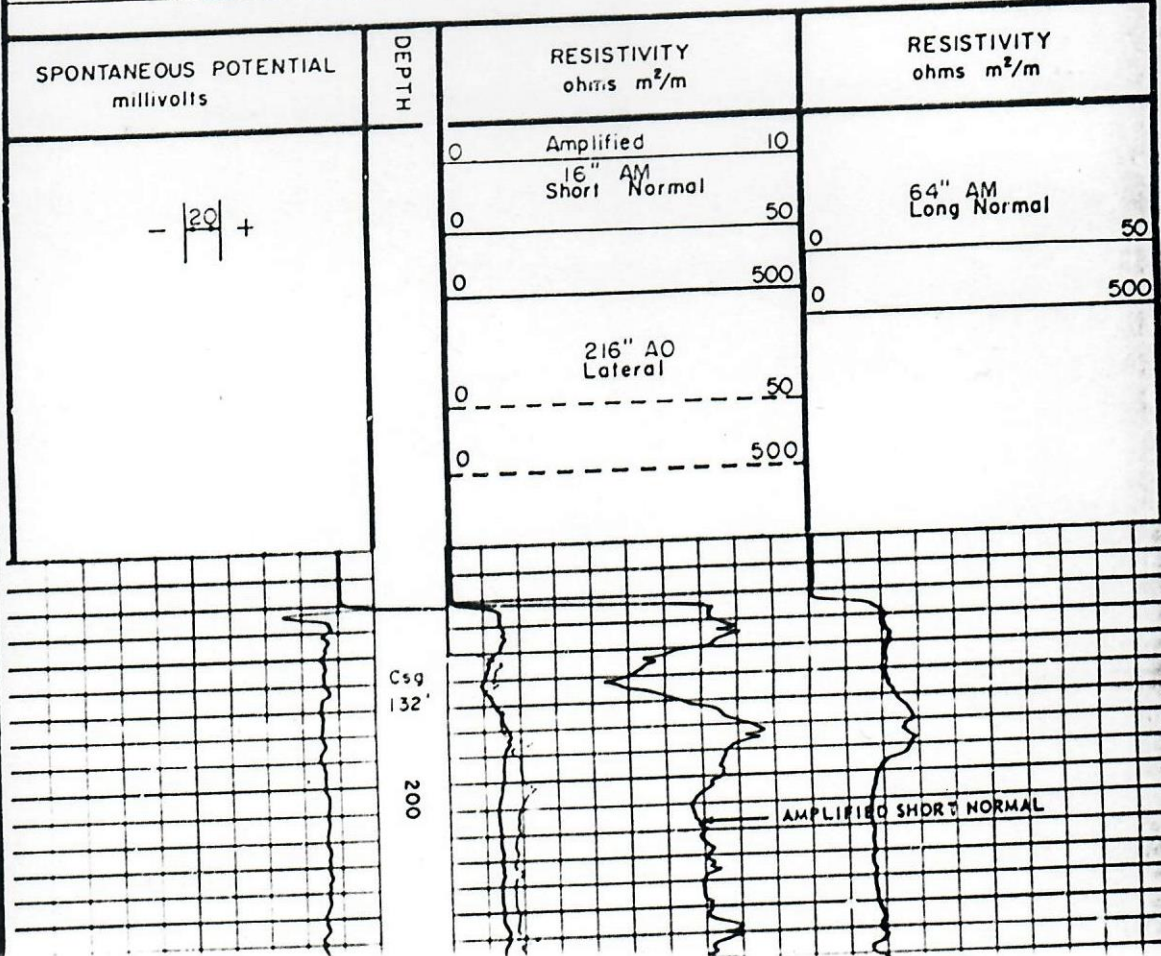 SPONTANEOUS POTENTIAL
millivolts
- 20 +
DEPTH
RESISTIVITY
ohms m²/m
Amplified
0 10
16" AM
Short Normal
0 50
0 500
216" AO
Lateral
0 50
0 500
RESISTIVITY
ohms m²/m
64" AM
Long Normal
0 50
0 500
Csg
132'
200
AMPLIFIED SHORT NORMAL